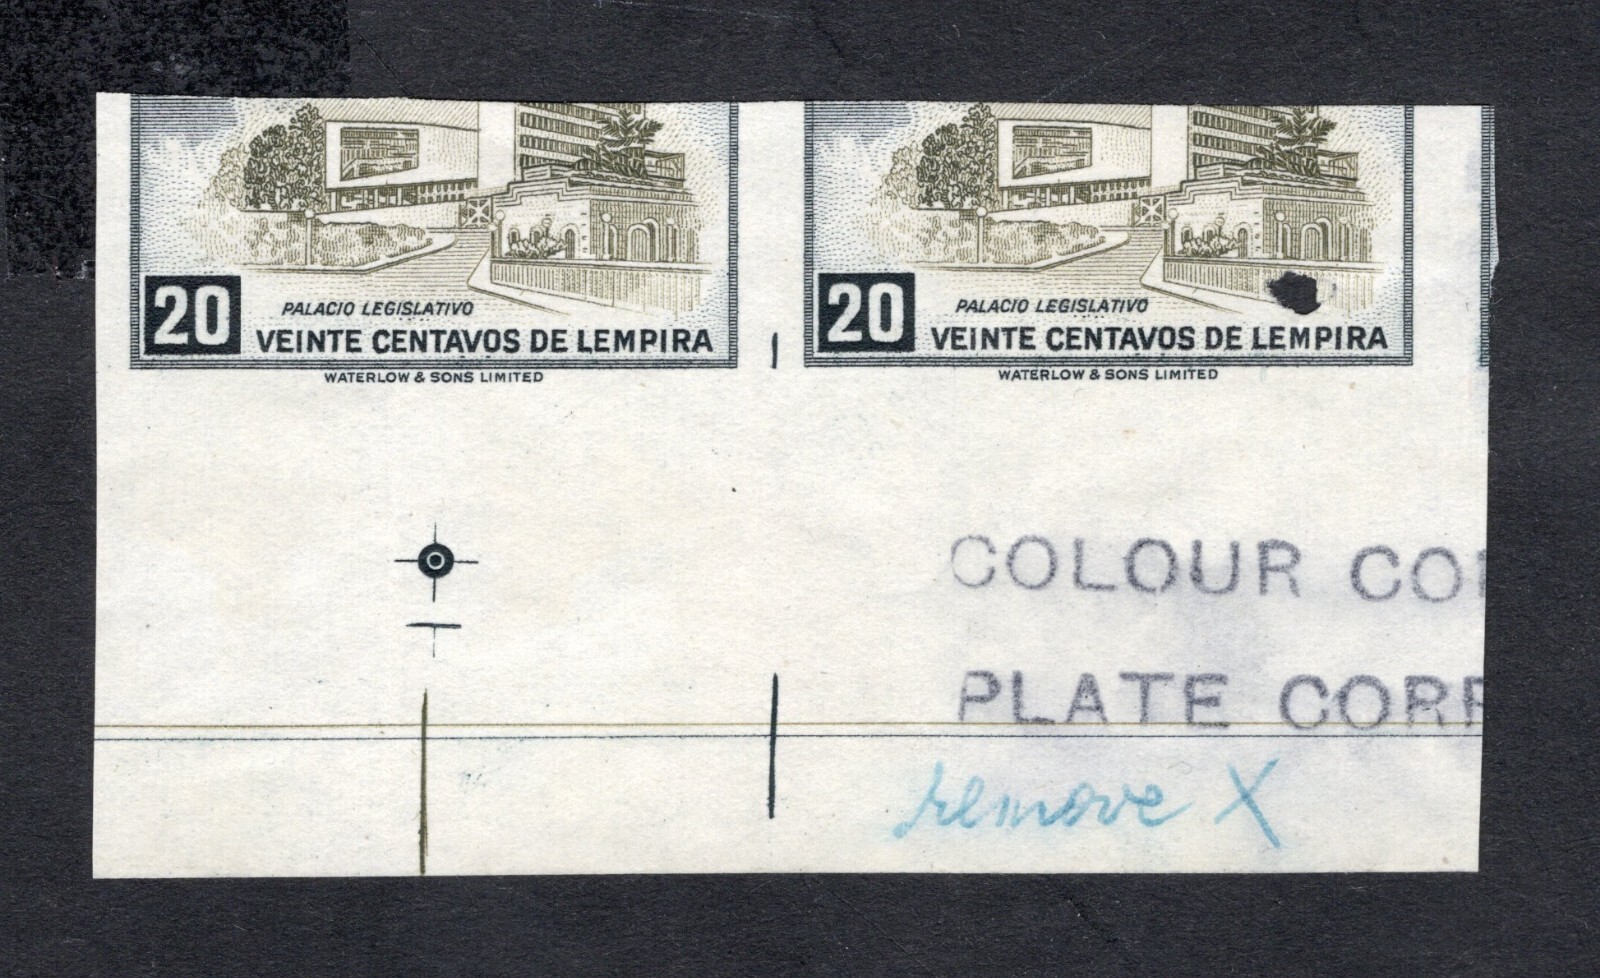 20
PALACIO LEGISLATIVO
VEINTE CENTAVOS DE LEMPIRA
WATERLOW & SONS LIMITED
20
PALACIO LEGISLATIVO
VEINTE CENTAVOS DE LEMPIRA
WATERLOW & SONS LIMITED
COLOUR CO
PLATE CORR
remove X